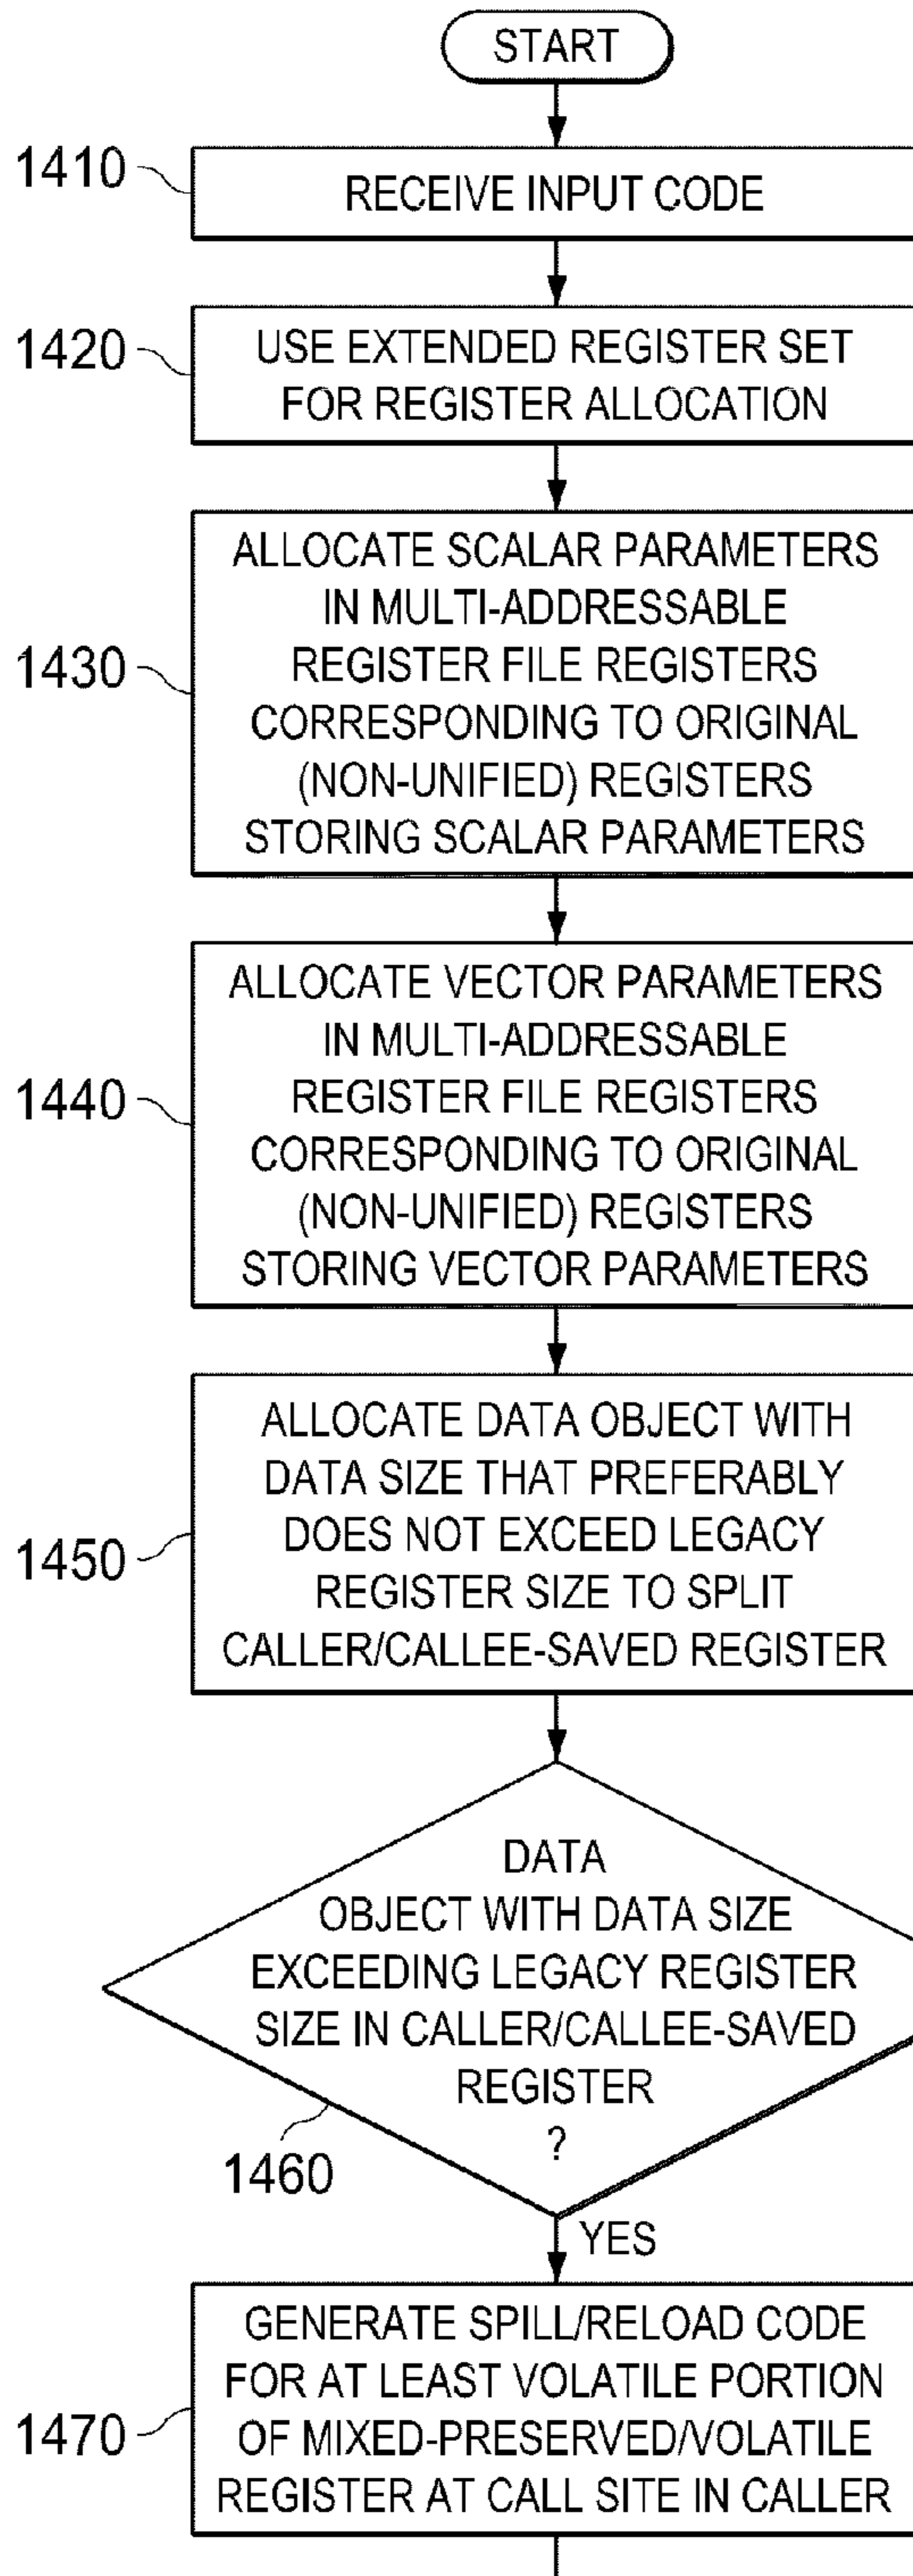 START
1410
RECEIVE INPUT CODE
1420
USE EXTENDED REGISTER SET
FOR REGISTER ALLOCATION
1430
ALLOCATE SCALAR PARAMETERS
IN MULTI-ADDRESSABLE
REGISTER FILE REGISTERS
CORRESPONDING TO ORIGINAL
(NON-UNIFIED) REGISTERS
STORING SCALAR PARAMETERS
1440
ALLOCATE VECTOR PARAMETERS
IN MULTI-ADDRESSABLE
REGISTER FILE REGISTERS
CORRESPONDING TO ORIGINAL
(NON-UNIFIED) REGISTERS
STORING VECTOR PARAMETERS
1450
ALLOCATE DATA OBJECT WITH
DATA SIZE THAT PREFERABLY
DOES NOT EXCEED LEGACY
REGISTER SIZE TO SPLIT
CALLER/CALLEE-SAVED REGISTER
DATA
OBJECT WITH DATA SIZE
EXCEEDING LEGACY REGISTER
SIZE IN CALLER/CALLEE-SAVED
REGISTER
?
1460
YES
1470
GENERATE SPILL/RELOAD CODE
FOR AT LEAST VOLATILE PORTION
OF MIXED-PRESERVED/VOLATILE
REGISTER AT CALL SITE IN CALLER